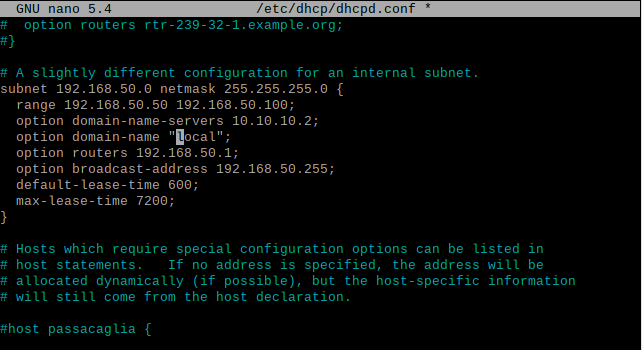 GNU nano 5.4 /etc/dhcp/dhcpd.conf *
#  option routers rtr-239-32-1.example.org;
#}
# A slightly different configuration for an internal subnet.
subnet 192.168.50.0 netmask 255.255.255.0 {
  range 192.168.50.50 192.168.50.100;
  option domain-name-servers 10.10.10.2;
  option domain-name "local";
  option routers 192.168.50.1;
  option broadcast-address 192.168.50.255;
  default-lease-time 600;
  max-lease-time 7200;
}
# Hosts which require special configuration options can be listed in
# host statements.   If no address is specified, the address will be
# allocated dynamically (if possible), but the host-specific information
# will still come from the host declaration.
#host passacaglia {